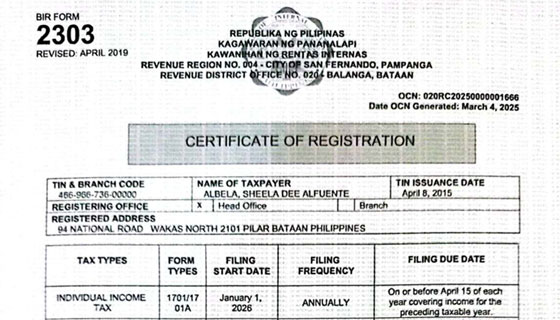 BIR FORM
2303
REVISED: APRIL 2019
REPUBLIKA NG PILIPINAS
KAGAWARAN NG PANANALAPI
KAWANIHAN NG RENTAS INTERNAS
REVENUE REGION NO. 004 - CITY OF SAN FERNANDO, PAMPANGA
REVENUE DISTRICT OFFICE NO. 020 BALANGA, BATAAN
OCN: 020RC20250000001666
Date OCN Generated: March 4, 2025
CERTIFICATE OF REGISTRATION
TIN & BRANCH CODE NAME OF TAXPAYER TIN ISSUANCE DATE
466-966-736-00000 ALBELA, SHEELA DEE ALFUENTE April 8, 2015
REGISTERING OFFICE x Head Office Branch
REGISTERED ADDRESS
94 NATIONAL ROAD WAKAS NORTH 2101 PILAR BATAAN PHILIPPINES
TAX TYPES FORM TYPES FILING START DATE FILING FREQUENCY FILING DUE DATE
INDIVIDUAL INCOME TAX 1701/1701A January 1, 2026 ANNUALLY On or before April 15 of each year covering income for the preceding taxable year.